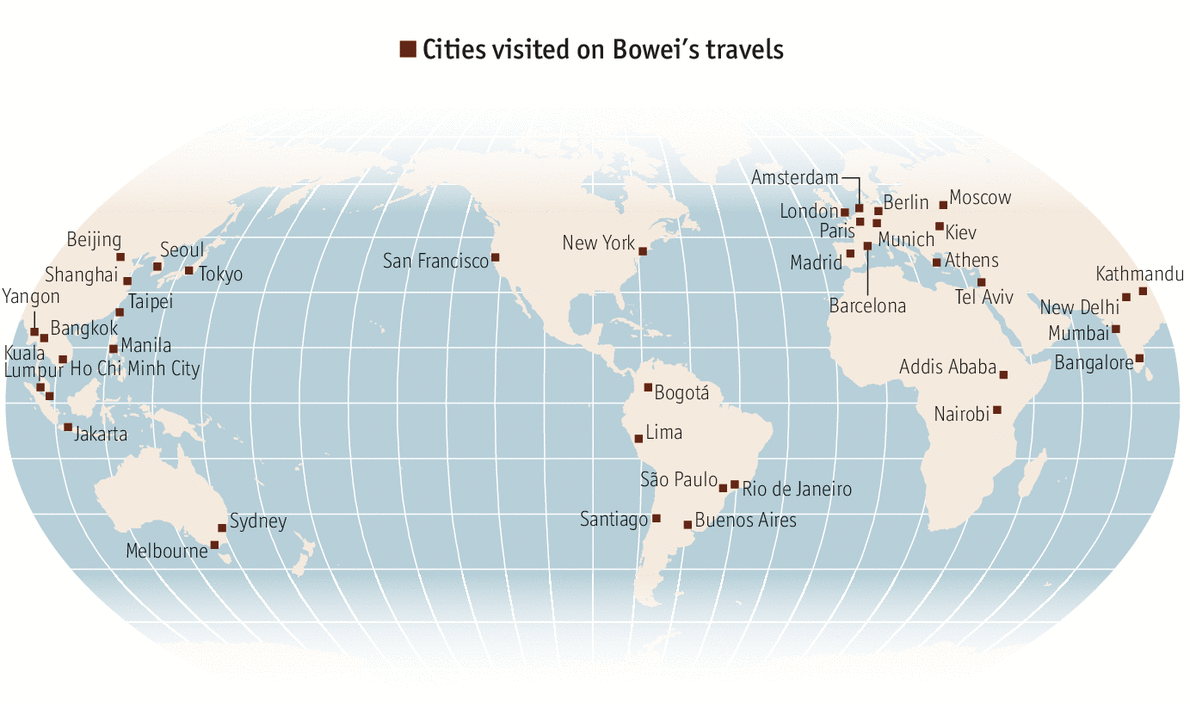 Cities visited on Bowei's travels
Amsterdam
London
Berlin
Moscow
Paris
Munich
Kiev
Beijing
Seoul
New York
San Francisco
Madrid
Athens
Shanghai
Tokyo
Kathmandu
Yangon
Taipei
Barcelona
Tel Aviv
New Delhi
Bangkok
Mumbai
Manila
Kuala
Lumpur
Ho Chi Minh City
Bangalore
Addis Ababa
Bogotá
Nairobi
Jakarta
Lima
São Paulo
Rio de Janeiro
Sydney
Santiago
Buenos Aires
Melbourne